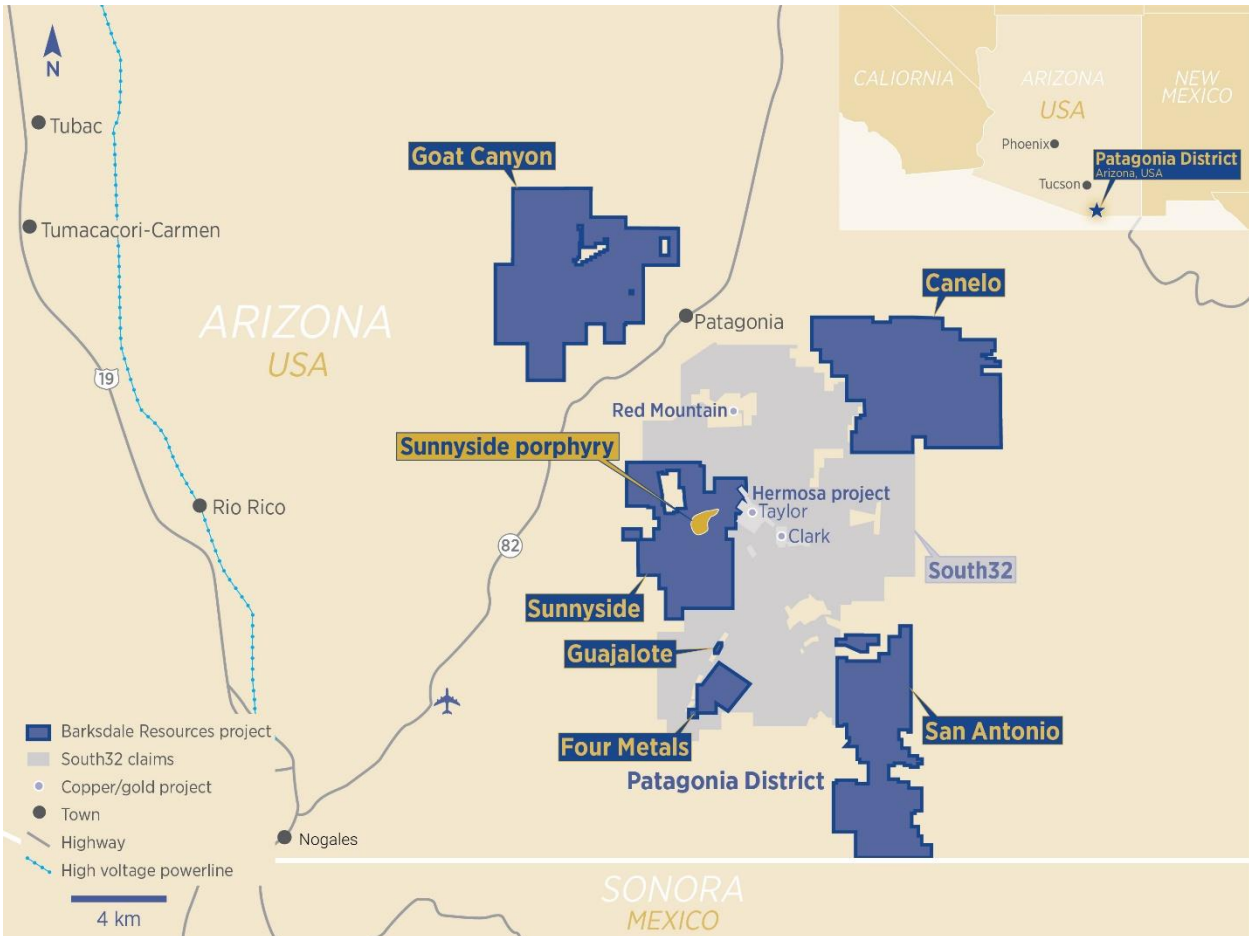 N
Tubac
Tumacacori-Carmen
Goat Canyon
CALIORNIA
ARIZONA
USA
NEW
MEXICO
Phoenix
Tucson
Patagonia District
Arizona, USA
ARIZONA
USA
19
Patagonia
Canelo
Red Mountain
Sunnyside porphyry
Hermosa project
Taylor
Clark
Rio Rico
82
South32
Sunnyside
Guajalote
Four Metals
San Antonio
Patagonia District
Barksdale Resources project
South32 claims
Copper/gold project
Town
Highway
High voltage powerline
4 km
Nogales
SONORA
MEXICO